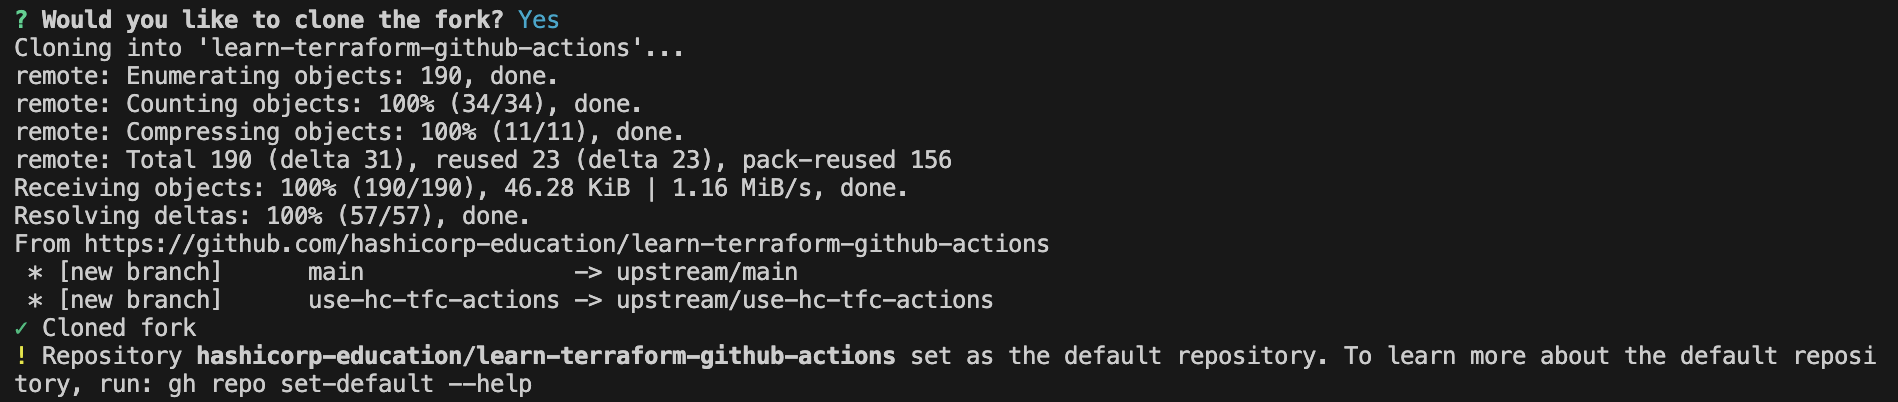 ? Would you like to clone the fork? Yes
Cloning into 'learn-terraform-github-actions'...
remote: Enumerating objects: 190, done.
remote: Counting objects: 100% (34/34), done.
remote: Compressing objects: 100% (11/11), done.
remote: Total 190 (delta 31), reused 23 (delta 23), pack-reused 156
Receiving objects: 100% (190/190), 46.28 KiB | 1.16 MiB/s, done.
Resolving deltas: 100% (57/57), done.
From https://github.com/hashicorp-education/learn-terraform-github-actions
 * [new branch]      main               -> upstream/main
 * [new branch]      use-hc-tfc-actions -> upstream/use-hc-tfc-actions
✓ Cloned fork
! Repository hashicorp-education/learn-terraform-github-actions set as the default repository. To learn more about the default reposi
tory, run: gh repo set-default --help